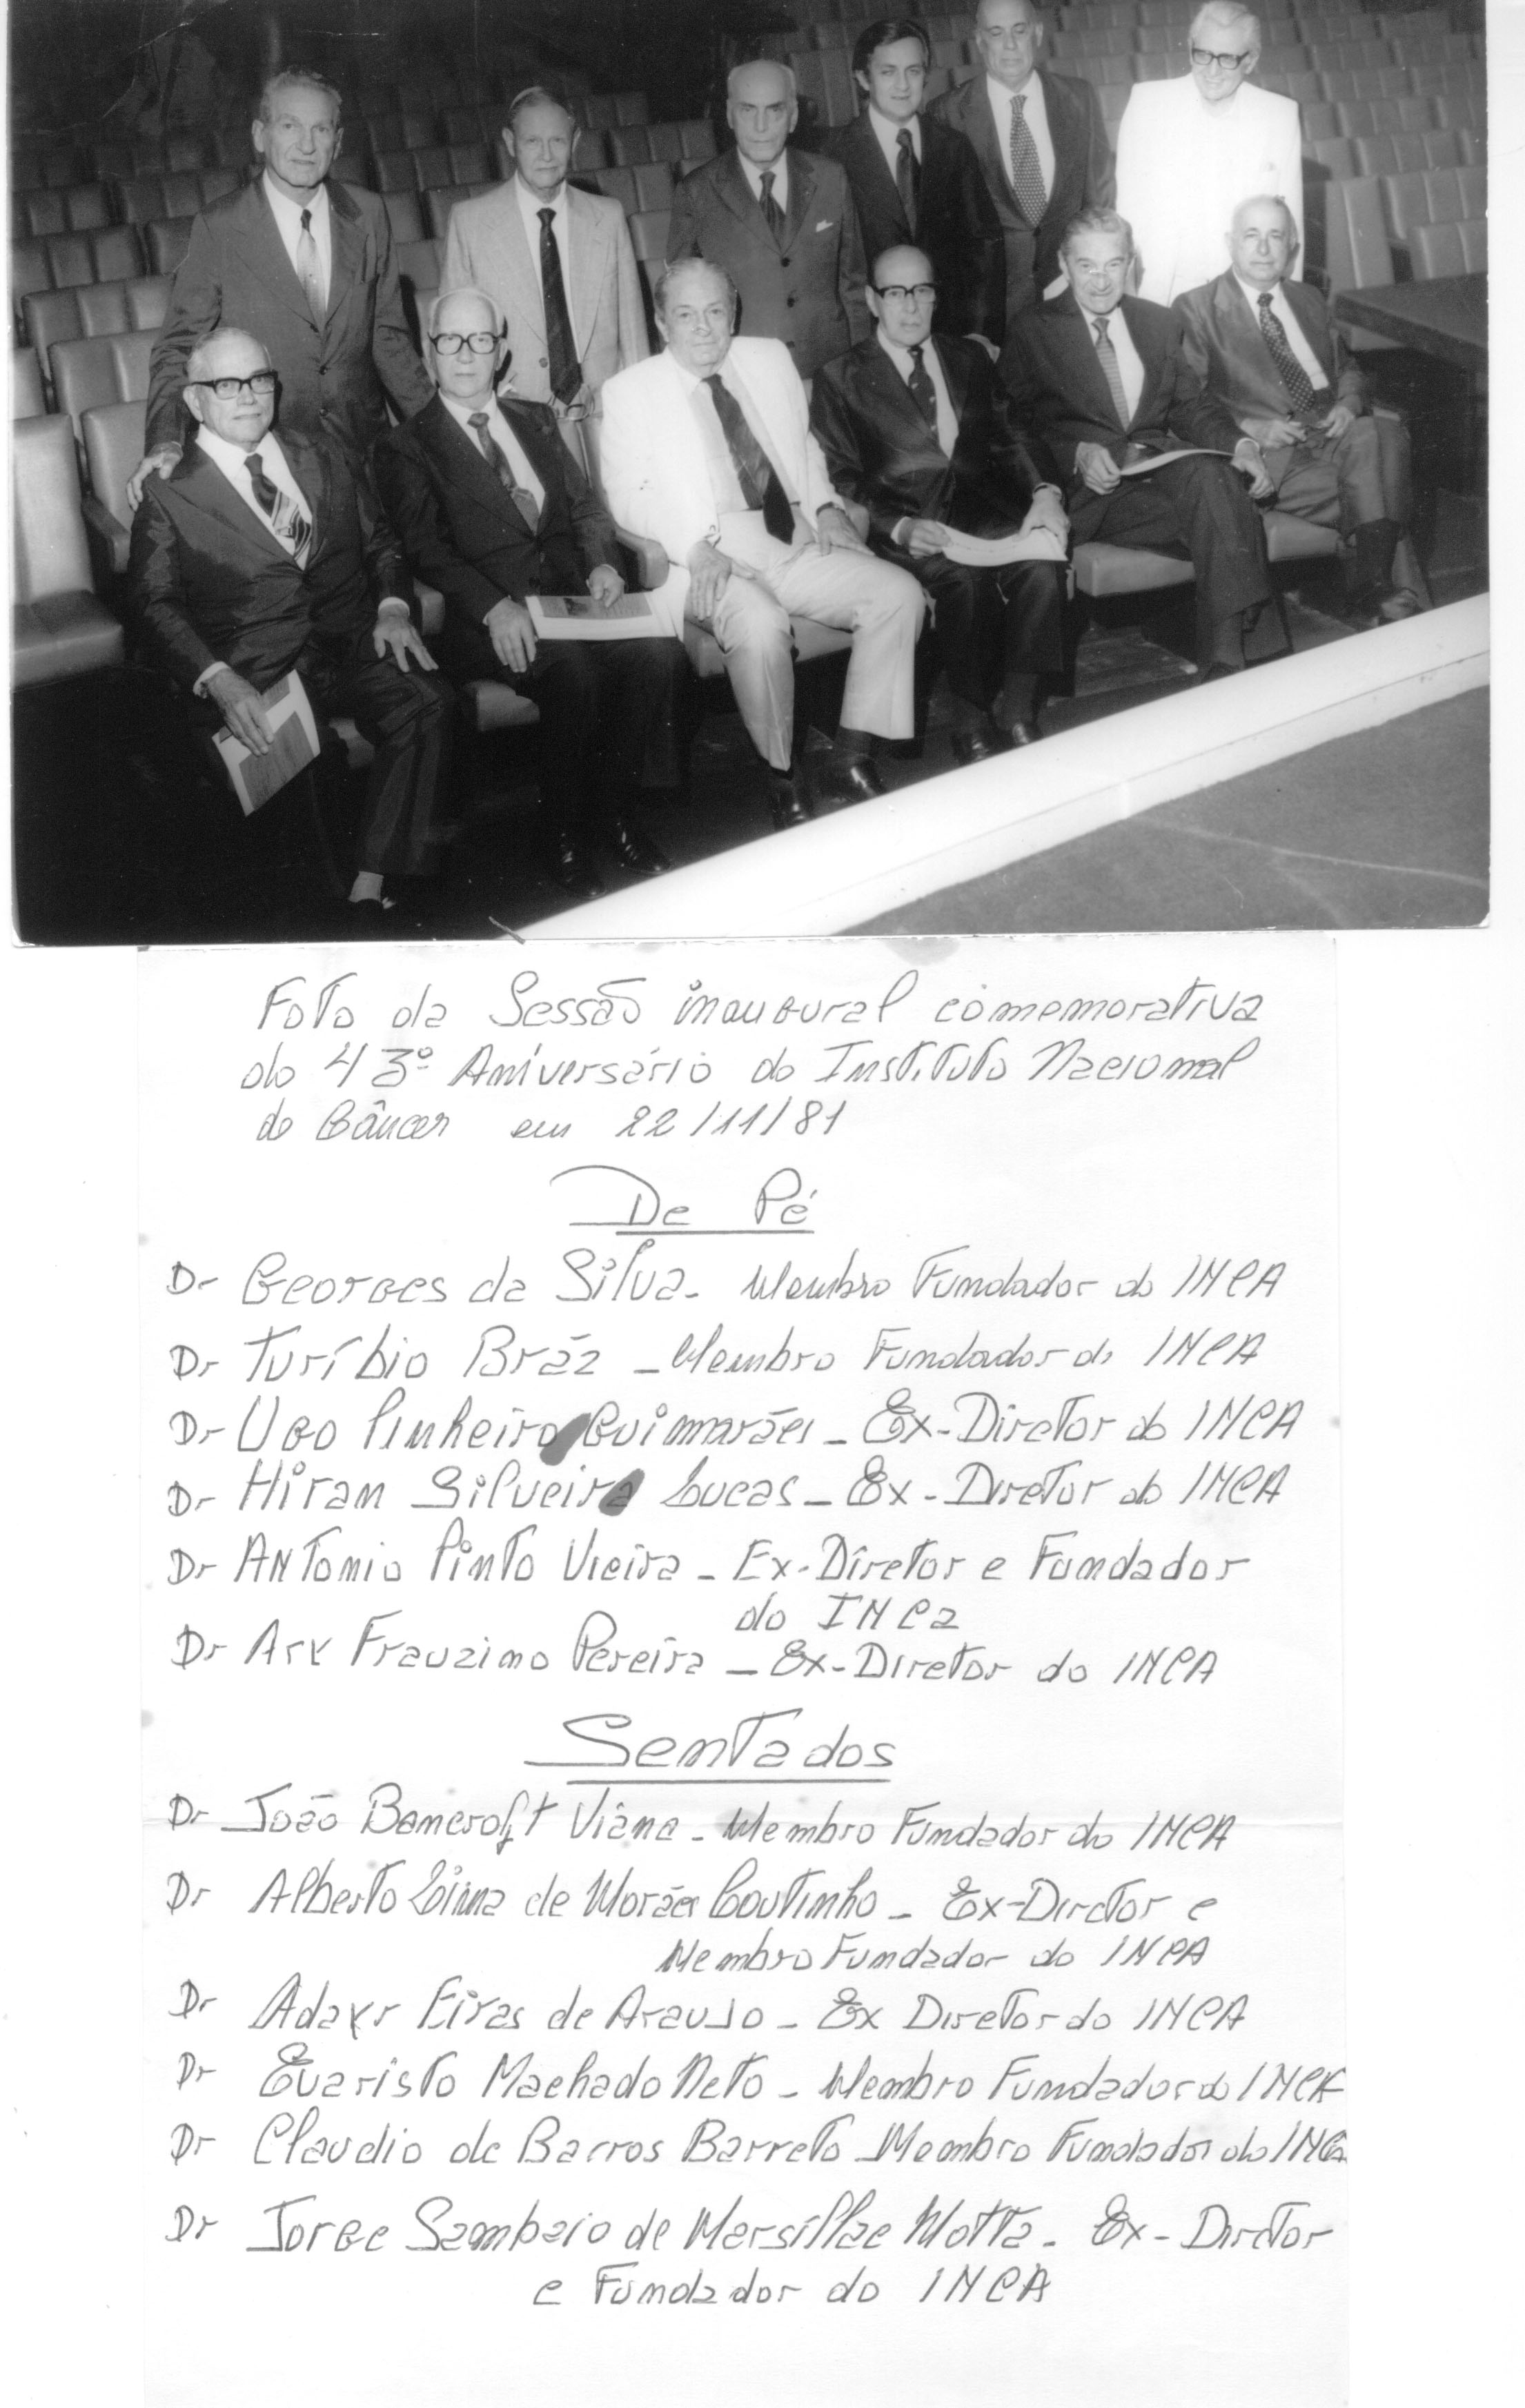 Foto da Sessão inaugural comemorativa
do 43º Aniversário do Instituto Nacional
de Câncer em 22/11/81
De Pé
Dr Georges da Silva - Membro Fundador do INCA
Dr Turíbio Bráz - Membro Fundador do INCA
Dr Ugo Pinheiro Guimarães - Ex-Diretor do INCA
Dr Hiram Silveira Lucas - Ex-Diretor do INCA
Dr Antonio Pinto Vieira - Ex-Diretor e Fundador
do INCa
Dr Ary Frauzino Pereira - Ex-Diretor do INCA
Sentados
Dr João Bancroft Viana - Membro Fundador do INCA
Dr Alberto Lima de Moraes Coutinho - Ex-Diretor e
Membro Fundador do INCA
Dr Adayr Eiras de Araujo - Ex Diretor do INCA
Dr Evaristo Machado Neto - Membro Fundador do INCA
Dr Claudio de Barros Barreto - Membro Fundador do INCa
Dr Jorge Sampaio de Marsillac Motta - Ex-Diretor
e Fundador do INCA